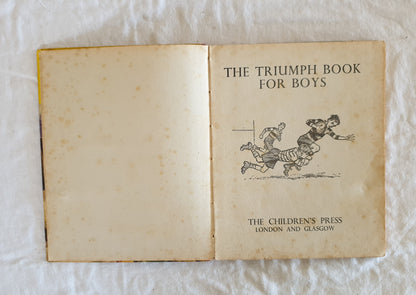 THE TRIUMPH BOOK
FOR BOYS
THE CHILDREN'S PRESS
LONDON AND GLASGOW